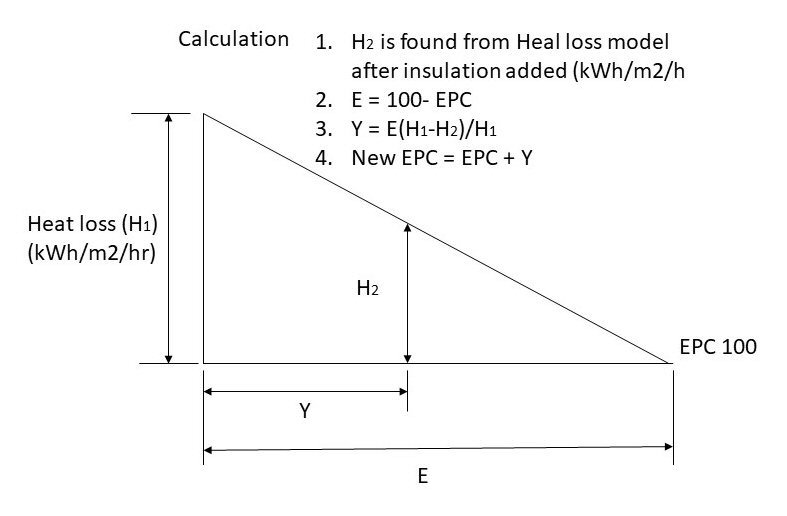 Calculation
1. H2 is found from Heal loss model
after insulation added (kWh/m2/h
2. E = 100- EPC
3. Y = E(H1-H2)/H1
4. New EPC = EPC + Y
Heat loss (H1)
(kWh/m2/hr)
H2
EPC 100
Y
E